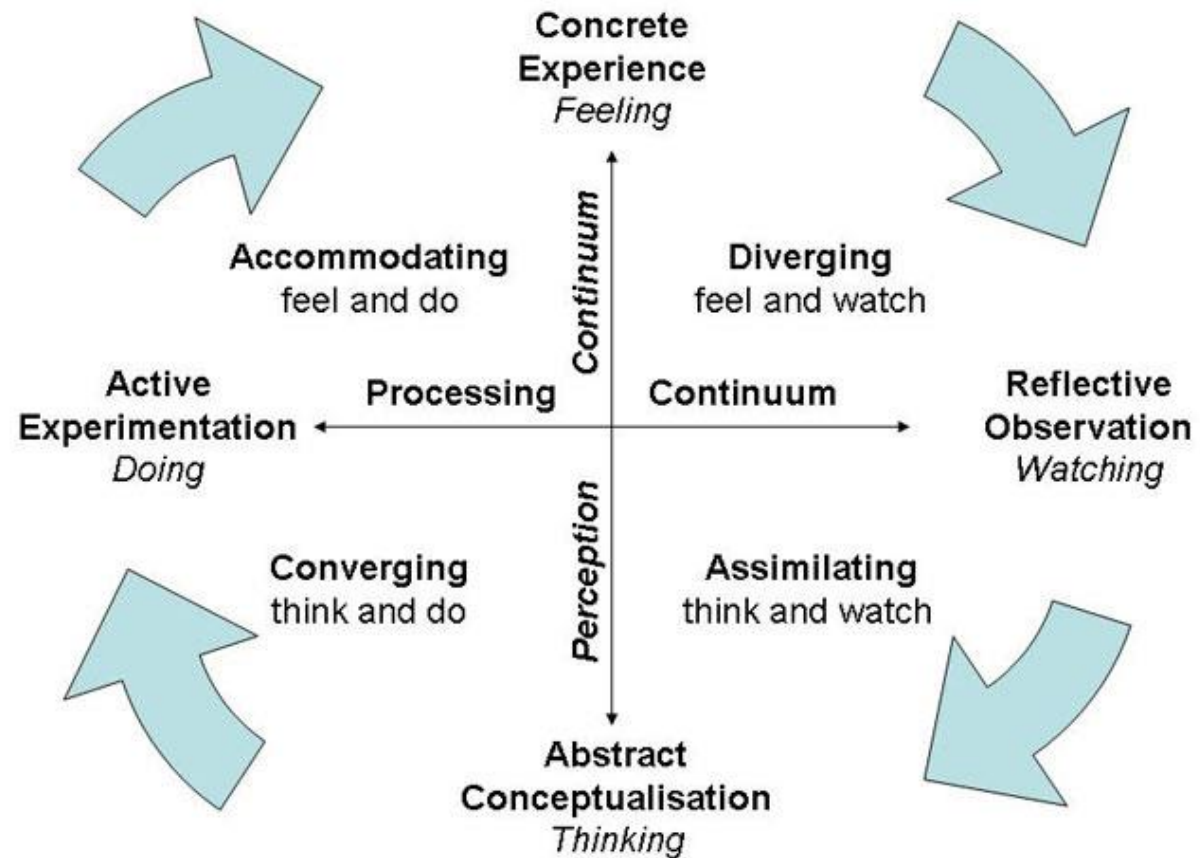 Concrete
Experience
Feeling
Accommodating
feel and do
Continuum
Diverging
feel and watch
Active
Experimentation
Doing
Processing
Continuum
Reflective
Observation
Watching
Converging
think and do
Perception
Assimilating
think and watch
Abstract
Conceptualisation
Thinking